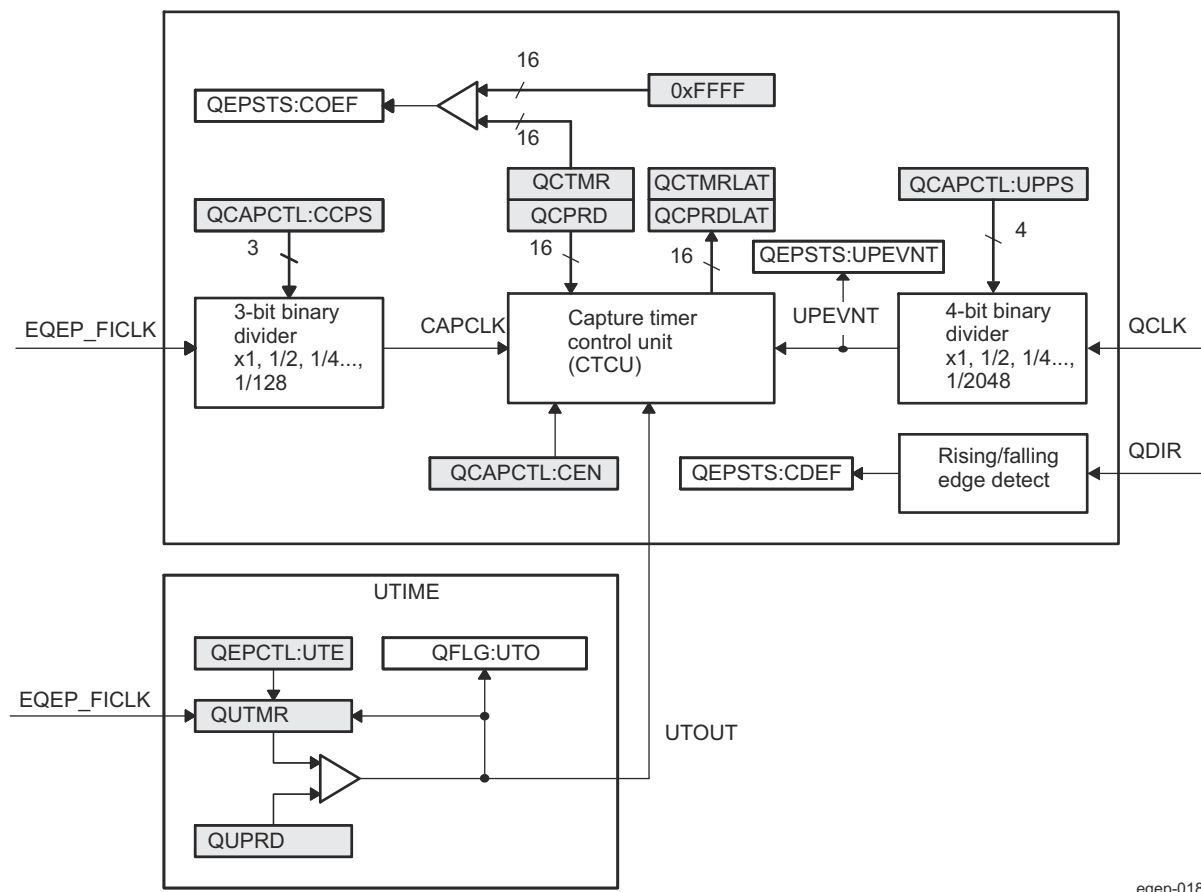 16
QEPSTS:COEF
0xFFFF
16
QCTMR
QCTMRLAT
QCAPCTL:UPPS
QCAPCTL:CCPS
QCPRD
QCPRDLAT
3
16
16
4
QEPSTS:UPEVNT
EQEP_FICLK
3-bit binary
divider
x1, 1/2, 1/4...,
1/128
CAPCLK
Capture timer
control unit
(CTCU)
UPEVNT
4-bit binary
divider
x1, 1/2, 1/4...,
1/2048
QCLK
QCAPCTL:CEN
QEPSTS:CDEF
Rising/falling
edge detect
QDIR
UTIME
QEPCTL:UTE
QFLG:UTO
EQEP_FICLK
QUTMR
UTOUT
QUPRD
eqep-018